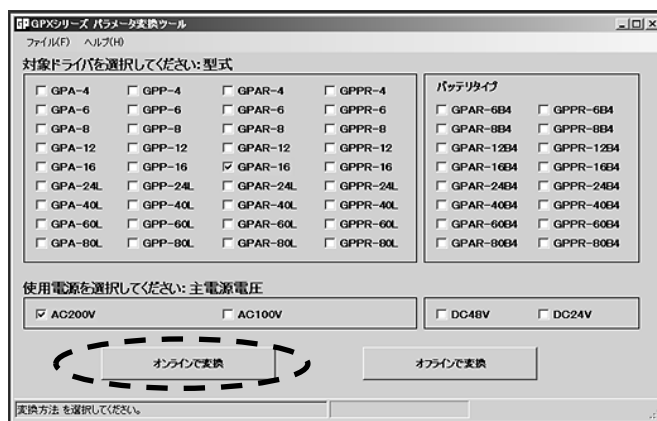 GPXシリーズ パラメータ変換ツール
ファイル(F) ヘルプ(H)
対象ドライバを選択してください:型式
GPA-4 GPP-4 GPAR-4 GPPR-4
GPA-6 GPP-6 GPAR-6 GPPR-6
GPA-8 GPP-8 GPAR-8 GPPR-8
GPA-12 GPP-12 GPAR-12 GPPR-12
GPA-16 GPP-16 GPAR-16 GPPR-16
GPA-24L GPP-24L GPAR-24L GPPR-24L
GPA-40L GPP-40L GPAR-40L GPPR-40L
GPA-60L GPP-60L GPAR-60L GPPR-60L
GPA-80L GPP-80L GPAR-80L GPPR-80L
バッテリタイプ
GPAR-6B4 GPPR-6B4
GPAR-8B4 GPPR-8B4
GPAR-12B4 GPPR-12B4
GPAR-16B4 GPPR-16B4
GPAR-24B4 GPPR-24B4
GPAR-40B4 GPPR-40B4
GPAR-60B4 GPPR-60B4
GPAR-80B4 GPPR-80B4
使用電源を選択してください:主電源電圧
AC200V AC100V DC48V DC24V
オンラインで変換 オフラインで変換
変換方法 を選択してください。